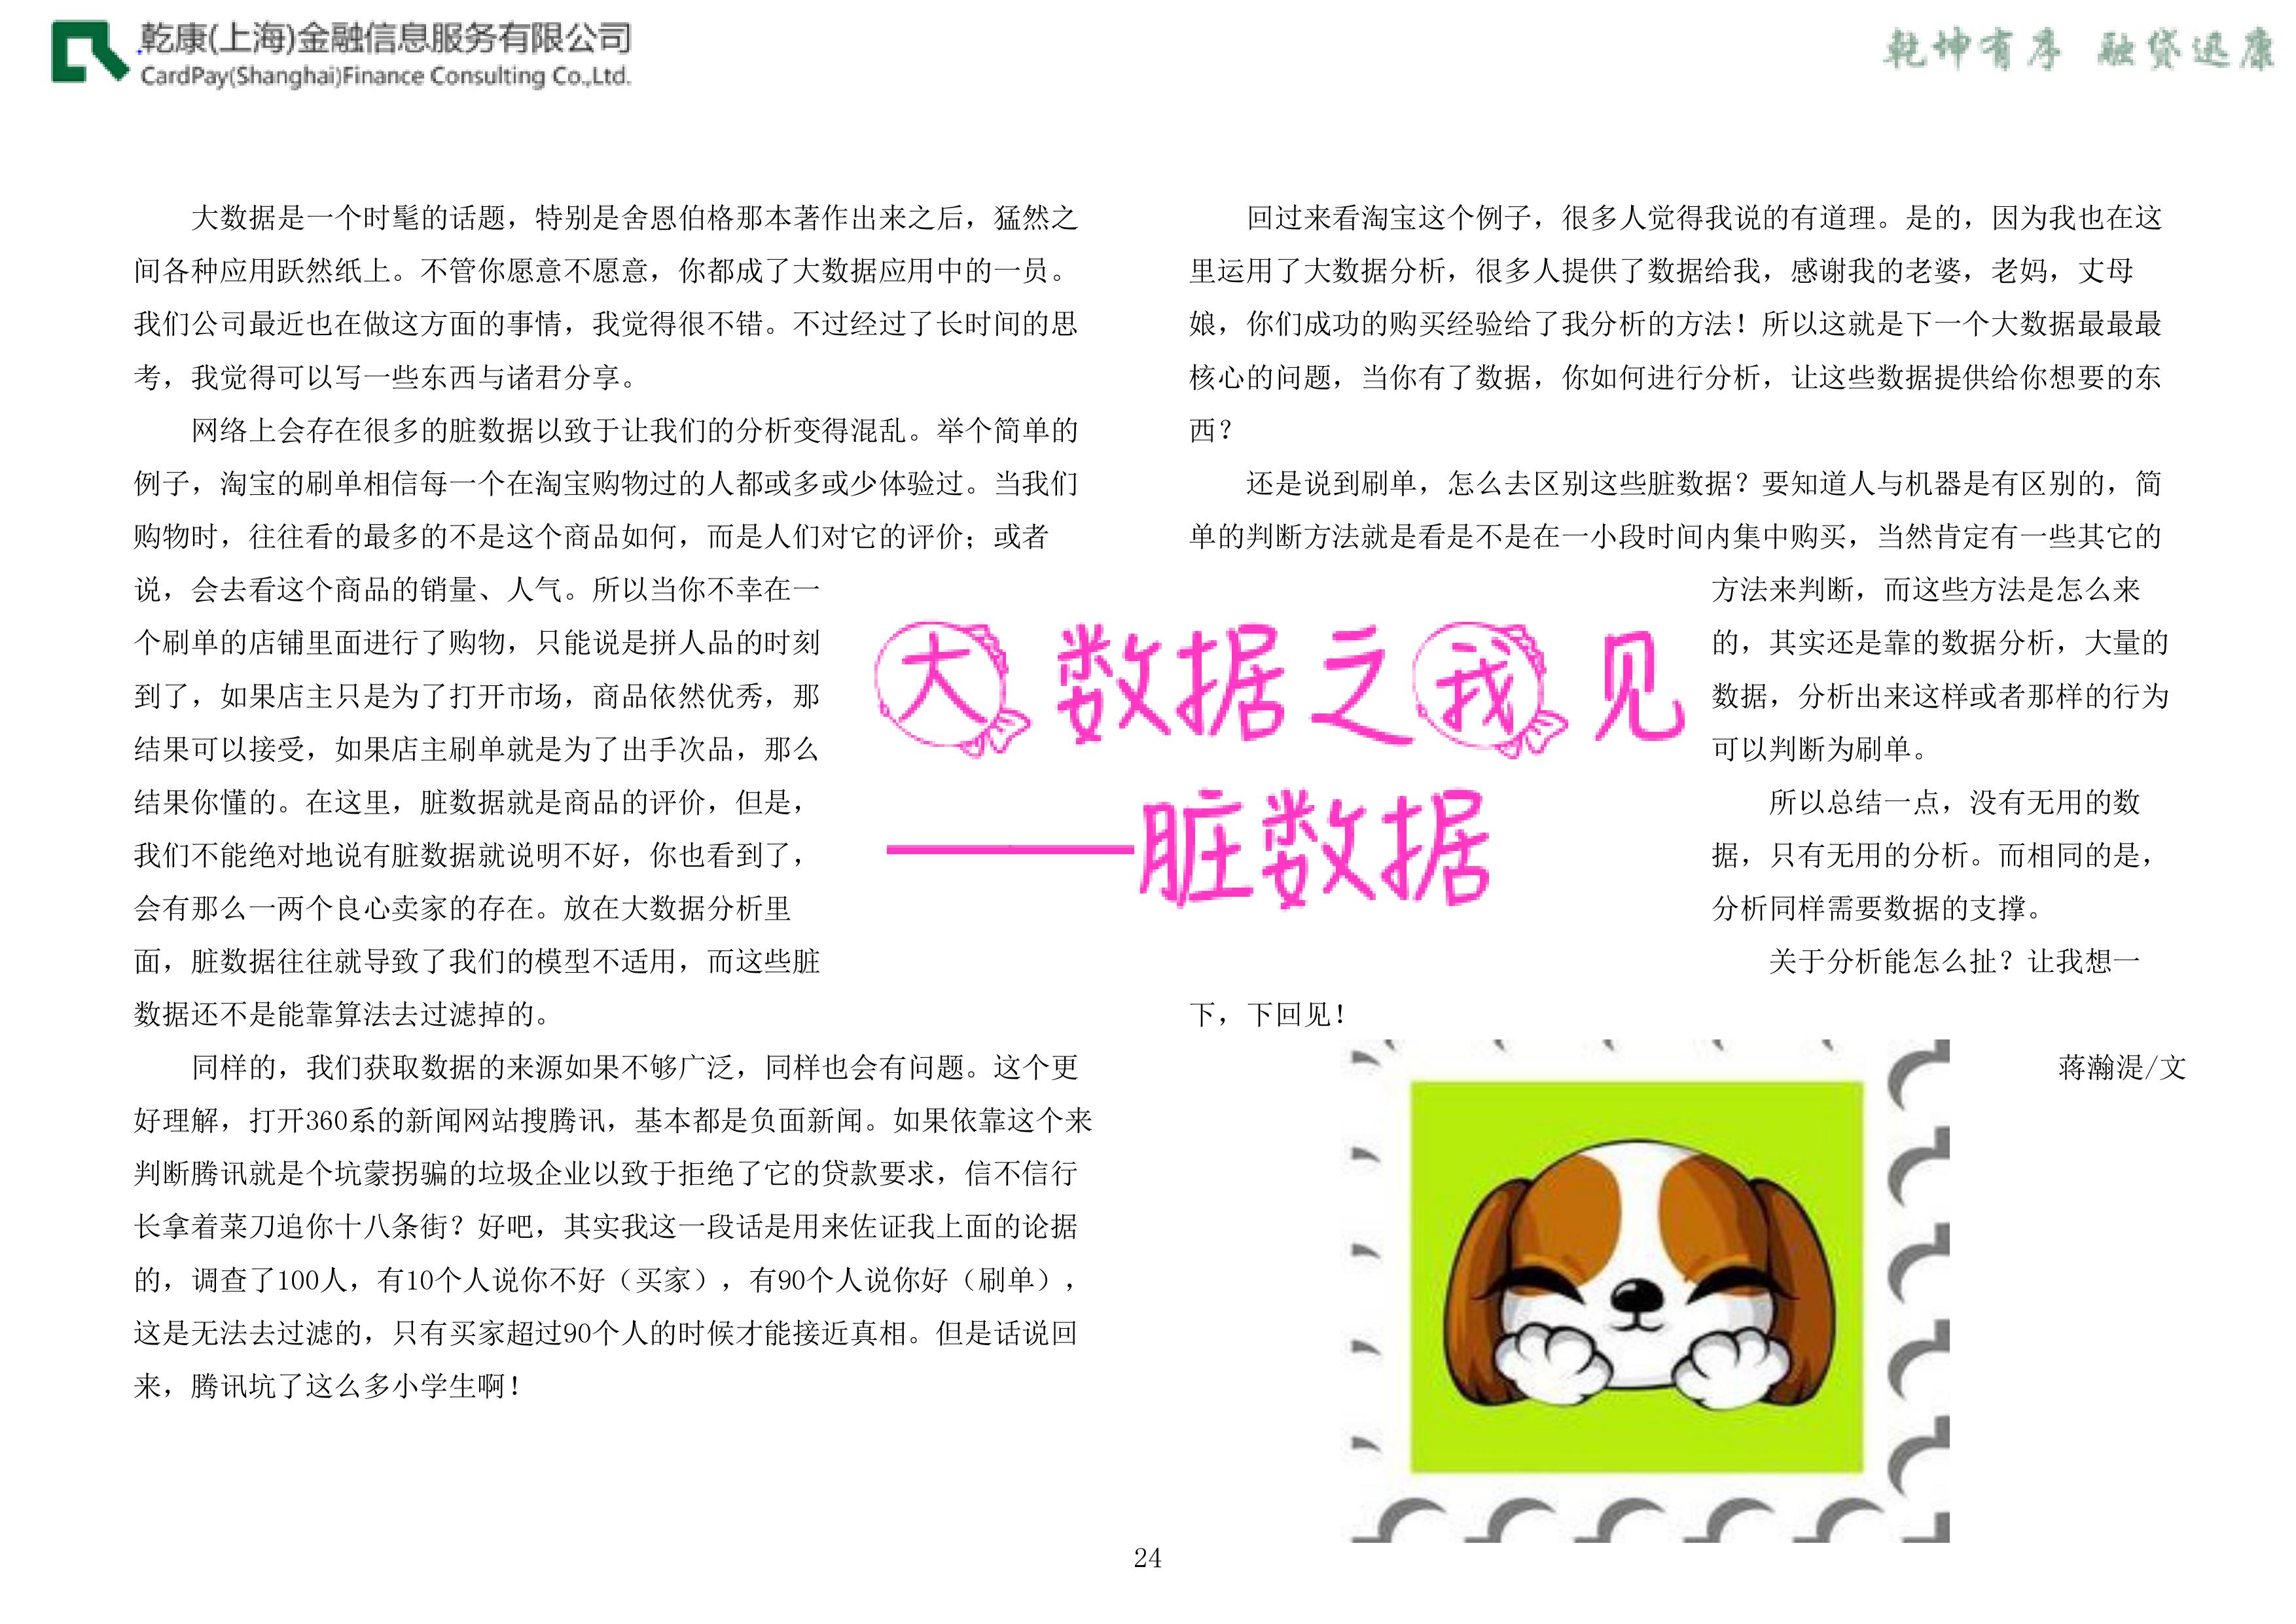 乾康(上海)金融信息服务有限公司
CardPay(Shanghai)Finance Consulting Co.,Ltd.
乾坤有序 融贷迅康
大数据之我见
——脏数据
大数据是一个时髦的话题，特别是舍恩伯格那本著作出来之后，猛然之
间各种应用跃然纸上。不管你愿意不愿意，你都成了大数据应用中的一员。
我们公司最近也在做这方面的事情，我觉得很不错。不过经过了长时间的思
考，我觉得可以写一些东西与诸君分享。
网络上会存在很多的脏数据以致于让我们的分析变得混乱。举个简单的
例子，淘宝的刷单相信每一个在淘宝购物过的人都或多或少体验过。当我们
购物时，往往看的最多的不是这个商品如何，而是人们对它的评价；或者
说，会去看这个商品的销量、人气。所以当你不幸在一
个刷单的店铺里面进行了购物，只能说是拼人品的时刻
到了，如果店主只是为了打开市场，商品依然优秀，那
结果可以接受，如果店主刷单就是为了出手次品，那么
结果你懂的。在这里，脏数据就是商品的评价，但是，
我们不能绝对地说有脏数据就说明不好，你也看到了，
会有那么一两个良心卖家的存在。放在大数据分析里
面，脏数据往往就导致了我们的模型不适用，而这些脏
数据还不是能靠算法去过滤掉的。
同样的，我们获取数据的来源如果不够广泛，同样也会有问题。这个更
好理解，打开360系的新闻网站搜腾讯，基本都是负面新闻。如果依靠这个来
判断腾讯就是个坑蒙拐骗的垃圾企业以致于拒绝了它的贷款要求，信不信行
长拿着菜刀追你十八条街？好吧，其实我这一段话是用来佐证我上面的论据
的，调查了100人，有10个人说你不好（买家），有90个人说你好（刷单），
这是无法去过滤的，只有买家超过90个人的时候才能接近真相。但是话说回
来，腾讯坑了这么多小学生啊！
回过来看淘宝这个例子，很多人觉得我说的有道理。是的，因为我也在这
里运用了大数据分析，很多人提供了数据给我，感谢我的老婆，老妈，丈母
娘，你们成功的购买经验给了我分析的方法！所以这就是下一个大数据最最最
核心的问题，当你有了数据，你如何进行分析，让这些数据提供给你想要的东
西？
还是说到刷单，怎么去区别这些脏数据？要知道人与机器是有区别的，简
单的判断方法就是看是不是在一小段时间内集中购买，当然肯定有一些其它的
方法来判断，而这些方法是怎么来
的，其实还是靠的数据分析，大量的
数据，分析出来这样或者那样的行为
可以判断为刷单。
所以总结一点，没有无用的数
据，只有无用的分析。而相同的是，
分析同样需要数据的支撑。
关于分析能怎么扯？让我想一
下，下回见！
蒋瀚湜/文
24